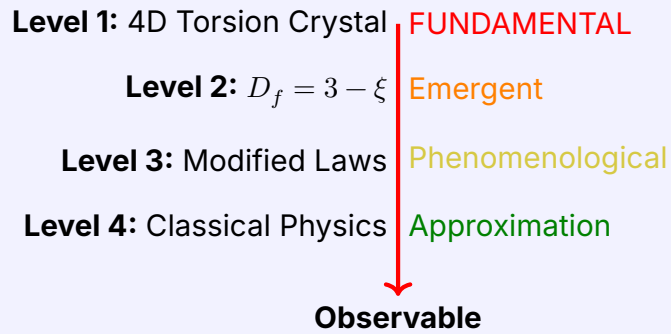 Level 1: 4D Torsion Crystal FUNDAMENTAL
Level 2: D_f = 3 − ξ Emergent
Level 3: Modified Laws Phenomenological
Level 4: Classical Physics Approximation
Observable